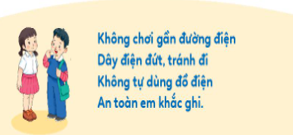 Không chơi gần đường điện
Dây điện đứt, tránh đi
Không tự dùng đồ điện
An toàn em khắc ghi.